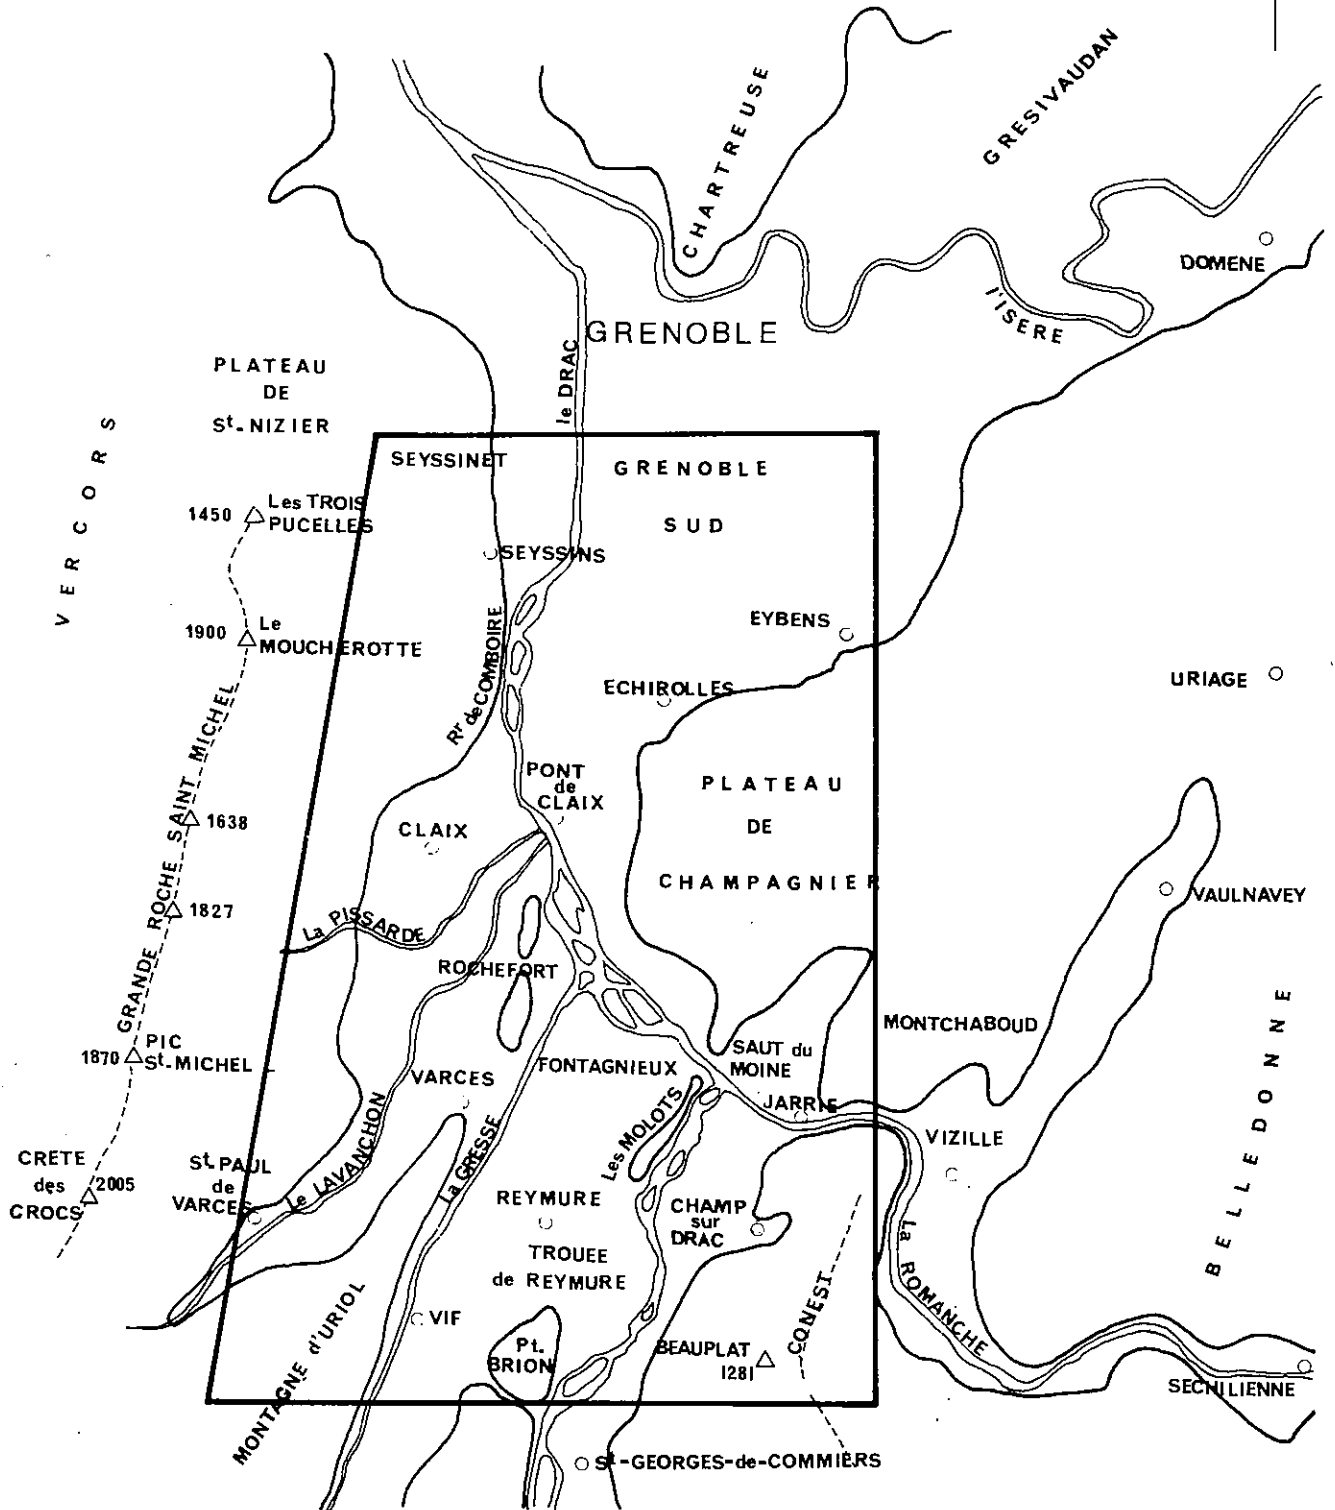 CHARTREUSE
GRESIVAUDAN
DOMENE
l'ISERE
GRENOBLE
le DRAC
PLATEAU
DE
St-NIZIER
VERCORS
SEYSSINET
GRENOBLE
SUD
1450
Les TROIS
PUCELLES
SEYSSINS
1900
Le
MOUCHEROTTE
EYBENS
URIAGE
Rr de COMBOIRE
ECHIROLLES
GRANDE ROCHE SAINT MICHEL
PONT
de
CLAIX
PLATEAU
DE
CHAMPAGNIER
1638
CLAIX
VAULNAVEY
1827
La PISSARDE
ROCHEFORT
MONTCHABOUD
BELLEDONNE
1870
PIC
St-MICHEL
FONTAGNIEUX
SAUT du
MOINE
VARCES
JARRIE
Les MOLOTS
VIZILLE
CRETE
des
CROCS
2005
St PAUL
de
VARCES
Le LAVANCHON
La GRESSE
REYMURE
CHAMP
sur
DRAC
TROUEE
de REYMURE
La ROMANCHE
MONTAGNE d'URIOL
VIF
Pt.
BRION
BEAUPLAT
1281
CONEST
SECHILIENNE
St-GEORGES-de-COMMIERS